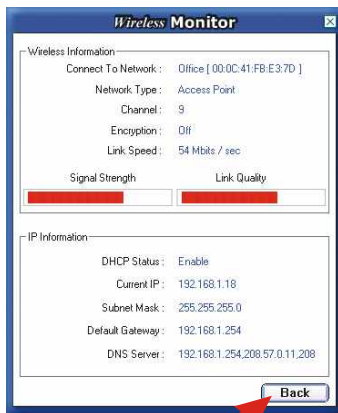 Wireless Monitor
Wireless Information
Connect To Network : Office [ 00:0C:41:FB:E3:7D ]
Network Type : Access Point
Channel : 9
Encryption : Off
Link Speed : 54 Mbits / sec
Signal Strength Link Quality
IP Information
DHCP Status : Enable
Current IP : 192.168.1.18
Subnet Mask : 255.255.255.0
Default Gateway : 192.168.1.254
DNS Server : 192.168.1.254,208.57.0.11,208
Back